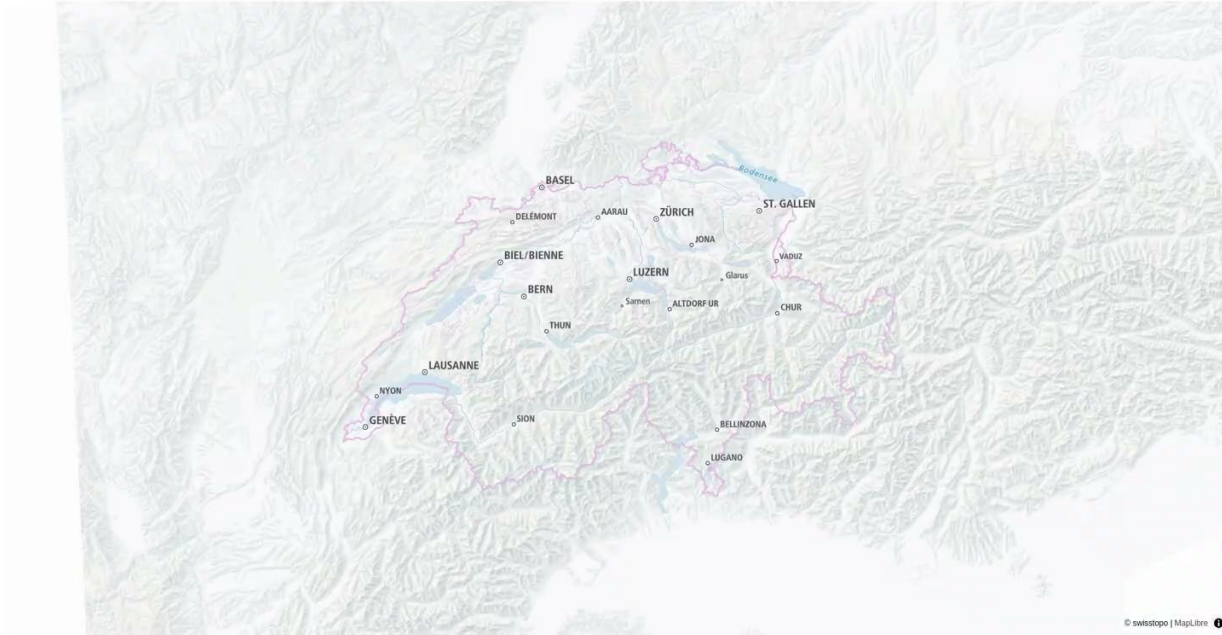 Bodensee
BASEL
ST. GALLEN
DELÉMONT
AARAU
ZÜRICH
JONA
BIEL/BIENNE
VADUZ
LUZERN
Glarus
BERN
Sarnen
ALTDORF UR
CHUR
THUN
LAUSANNE
NYON
GENÈVE
SION
BELLINZONA
LUGANO
© swisstopo | MapLibre